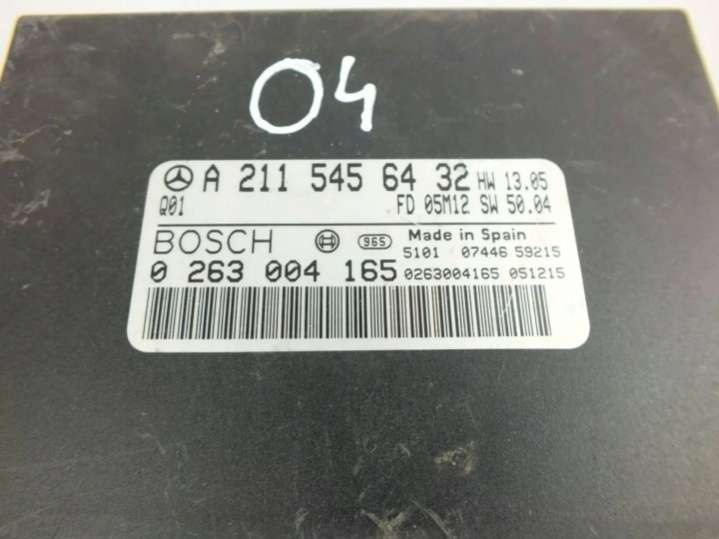 04
A 211 545 64 32 HW 13.05
Q01 FD 05M12 SW 50.04
BOSCH 965 Made in Spain
5101 07446 59215
0 263 004 165 0263004165 051215